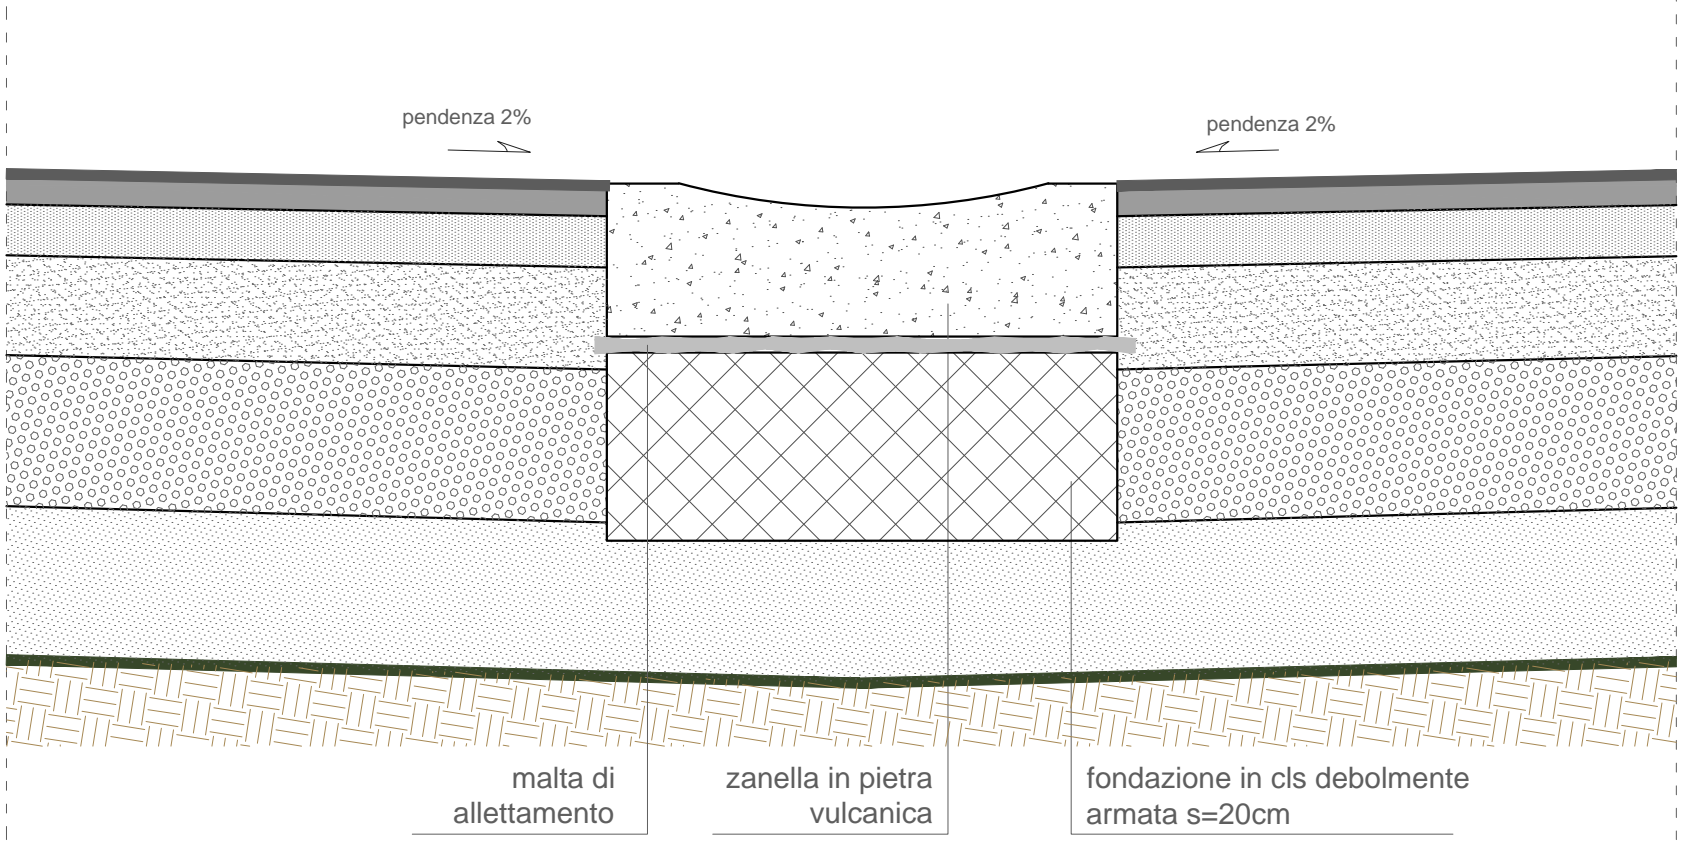 pendenza 2%
pendenza 2%
malta di
allettamento
zanella in pietra
vulcanica
fondazione in cls debolmente
armata s=20cm